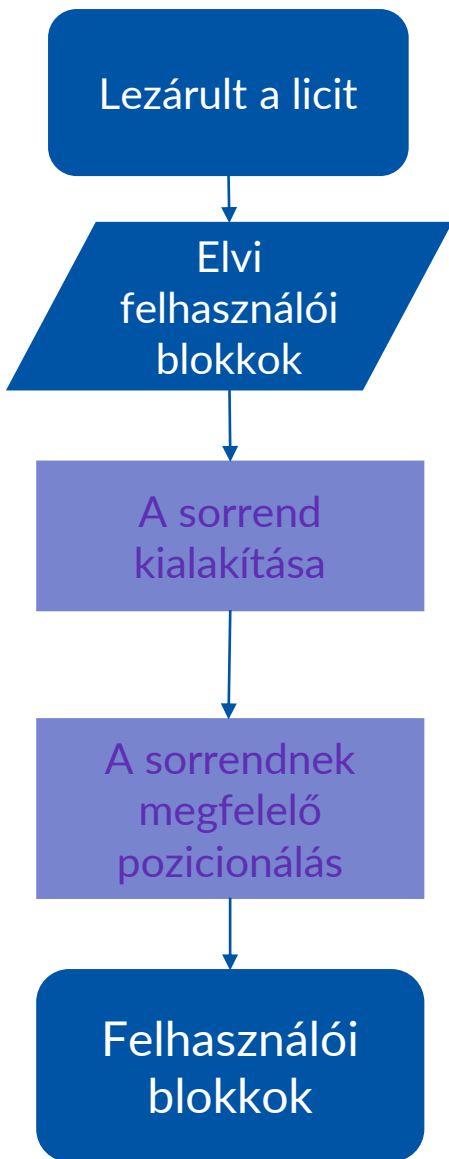 Lezárult a licit
Elvi
felhasználói
blokkok
A sorrend
kialakítása
A sorrendnek
megfelelő
pozicionálás
Felhasználói
blokkok